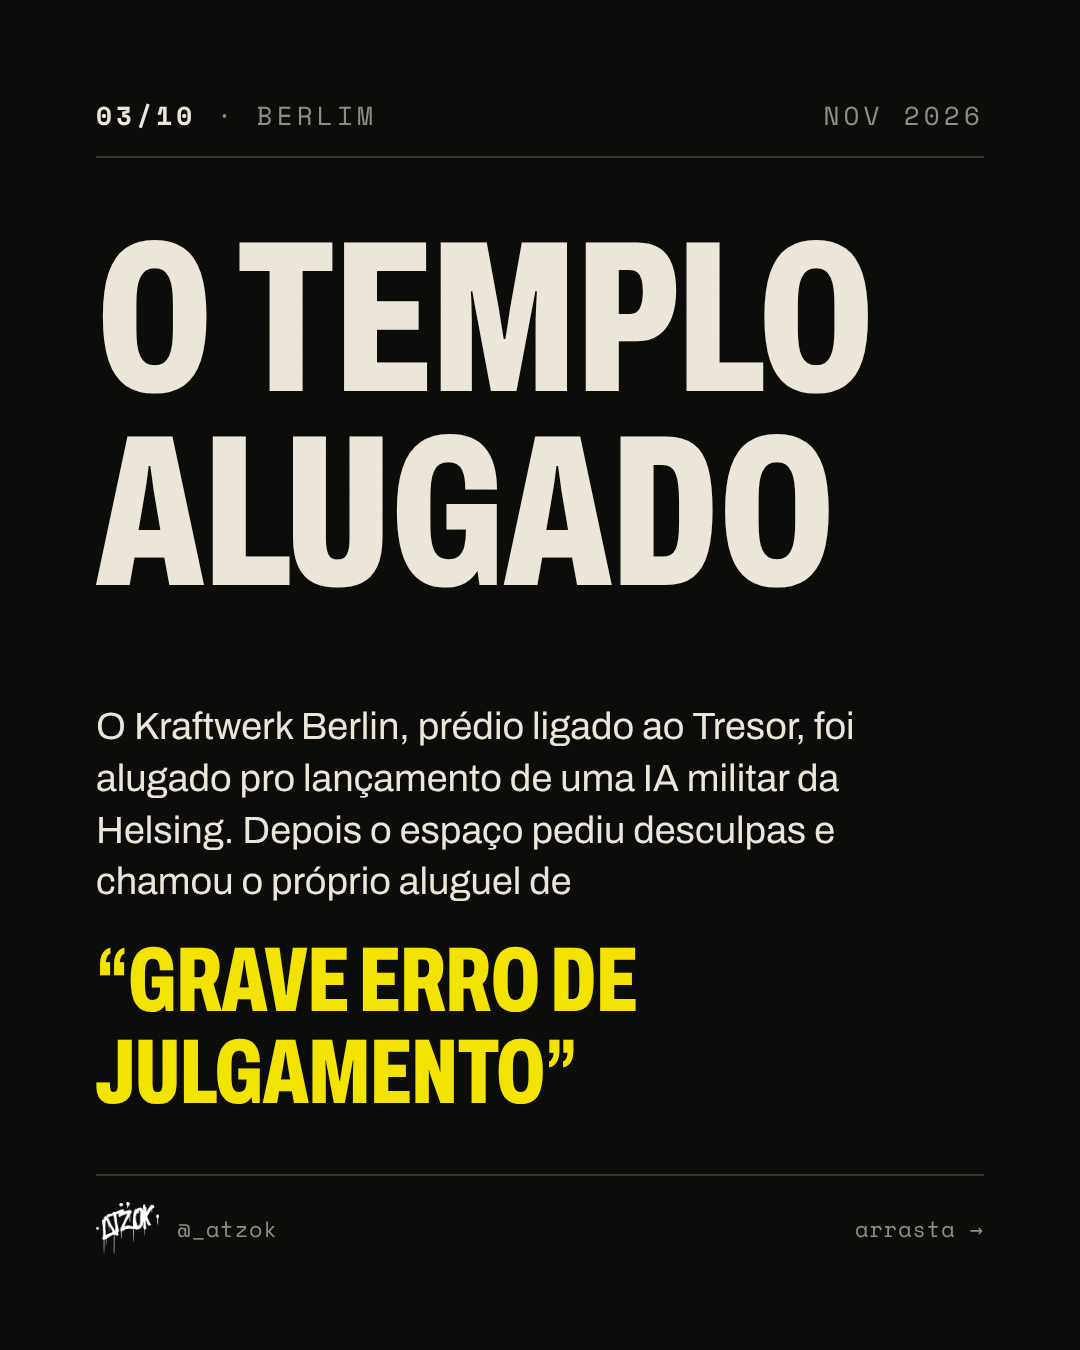 03/10 · BERLIM
NOV 2026
O TEMPLO
ALUGADO
O Kraftwerk Berlin, prédio ligado ao Tresor, foi
alugado pro lançamento de uma IA militar da
Helsing. Depois o espaço pediu desculpas e
chamou o próprio aluguel de
“GRAVE ERRO DE
JULGAMENTO”
ATZOK
@_atzok
arrasta →